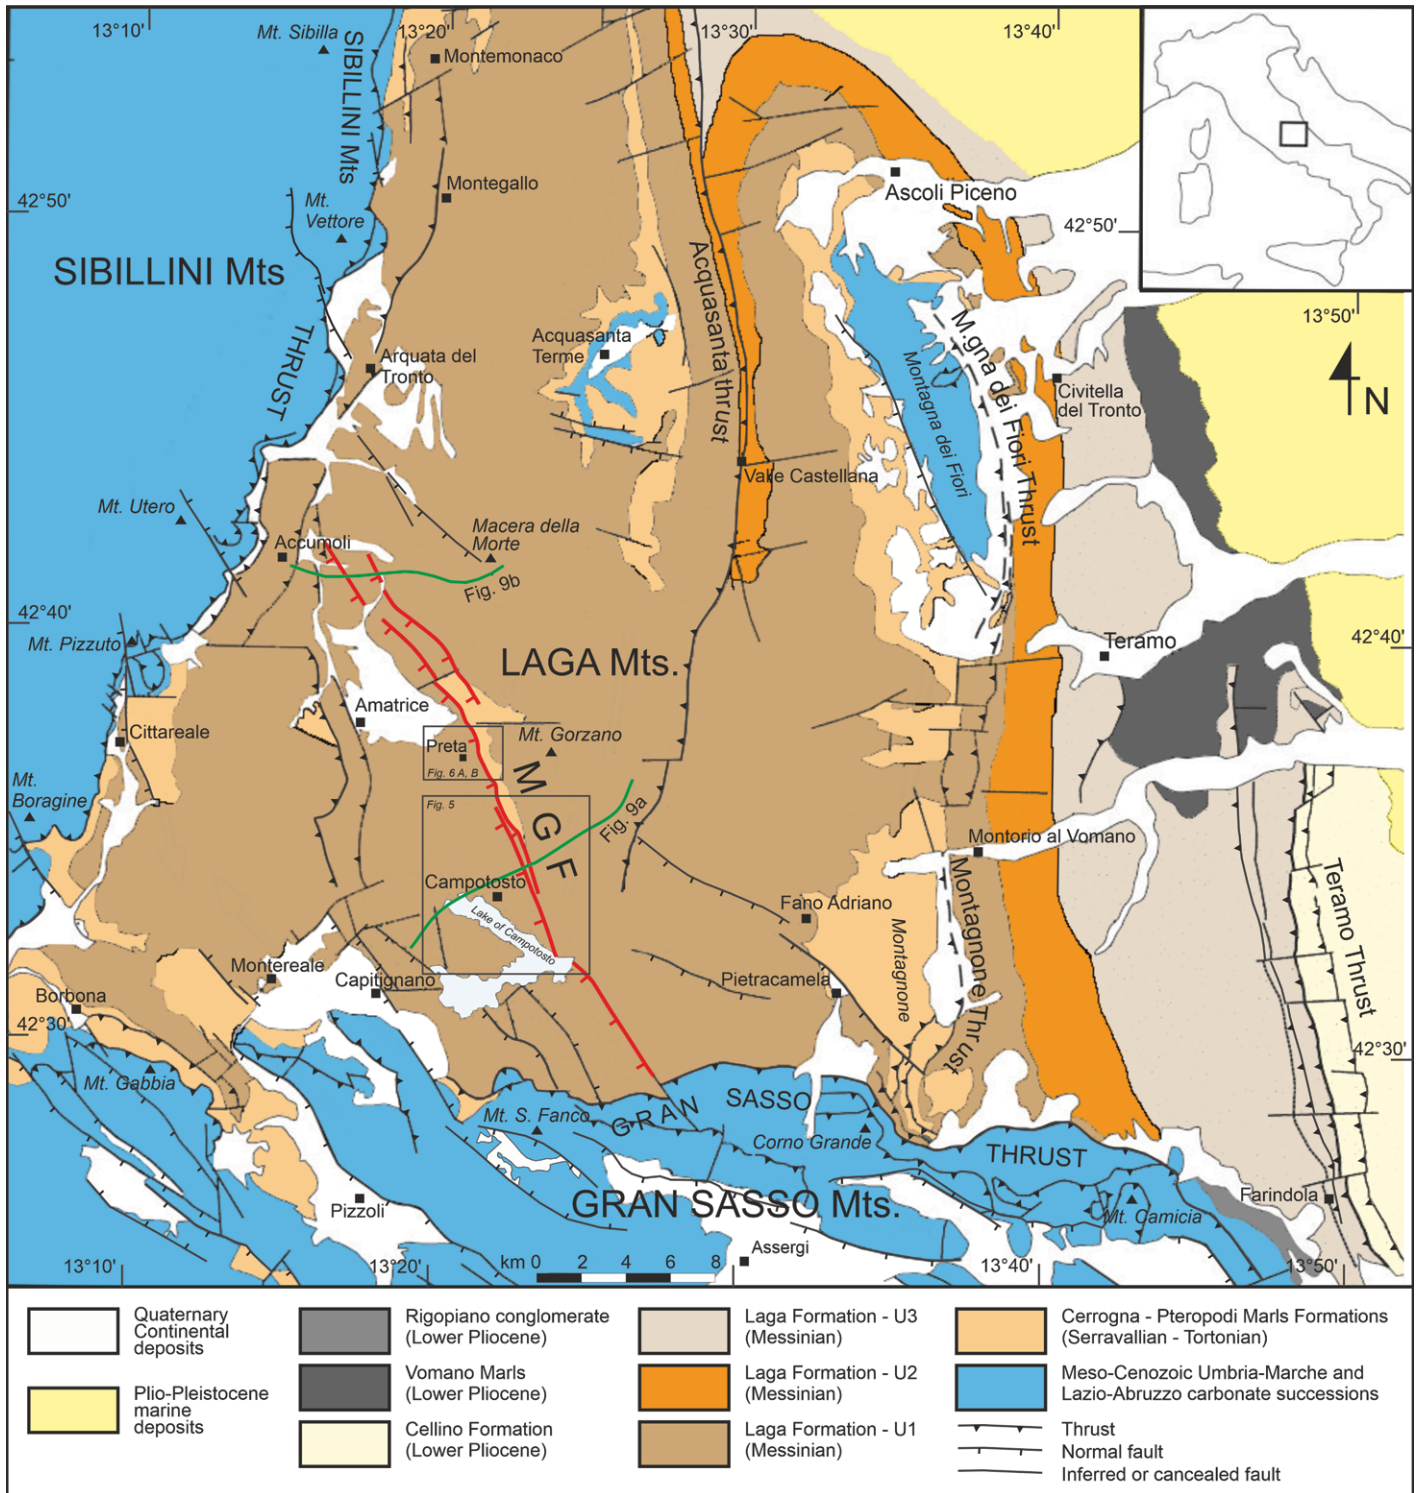 13°10'
Mt. Sibilla
SIBILLINI Mts
13°20'
Montemonaco
13°30'
13°40'
Montegallo
Ascoli Piceno
42°50'
Mt.
Vettore
42°50'
SIBILLINI Mts
THRUST
Acquasanta thrust
13°50'
M.gna dei Fiori Thrust
Acquasanta
Terme
Arquata del
Tronto
Montagna dei Fiori
Civitella
del Tronto
N
Valle Castellana
Mt. Utero
Macera della
Morte
Accumoli
Fig. 9b
42°40'
Mt. Pizzuto
LAGA Mts.
Teramo
42°40'
Amatrice
Cittareale
Preta
Fig. 6 A, B
Mt. Gorzano
MGF
Mt.
Boragine
Fig. 5
Fig. 9a
Montorio al Vomano
Campotosto
Lake of Campotosto
Fano Adriano
Montagnone
Montagnone Thrust
Teramo Thrust
Montereale
Capitignano
Pietracamela
Borbona
42°30'
42°30'
Mt. Gabbia
Mt. S. Franco
GRAN SASSO THRUST
Corno Grande
GRAN SASSO Mts.
Mt. Camicia
Farindola
Pizzoli
Assergi
13°10'
13°20'
km 0 2 4 6 8
13°40'
13°50'
Quaternary
Continental
deposits
Plio-Pleistocene
marine
deposits
Rigopiano conglomerate
(Lower Pliocene)
Vomano Marls
(Lower Pliocene)
Cellino Formation
(Lower Pliocene)
Laga Formation - U3
(Messinian)
Laga Formation - U2
(Messinian)
Laga Formation - U1
(Messinian)
Cerrogna - Pteropodi Marls Formations
(Serravallian - Tortonian)
Meso-Cenozoic Umbria-Marche and
Lazio-Abruzzo carbonate successions
Thrust
Normal fault
Inferred or cancealed fault